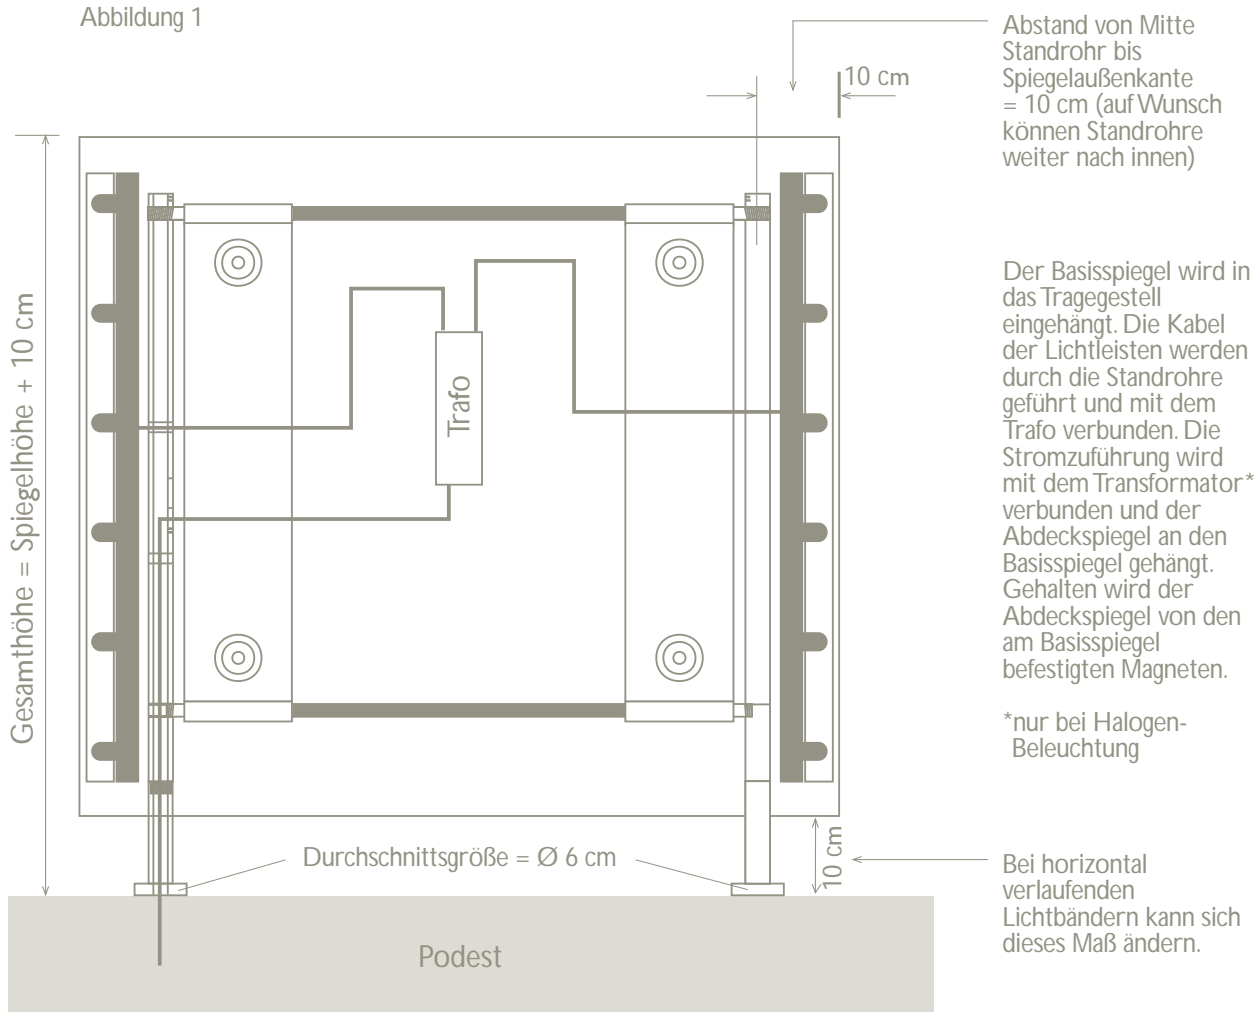 Abbildung 1
Abstand von Mitte
Standrohr bis
Spiegelaußenkante
= 10 cm (auf Wunsch
können Standrohre
weiter nach innen)
10 cm
Der Basisspiegel wird in
das Tragegestell
eingehängt. Die Kabel
der Lichtleisten werden
durch die Standrohre
geführt und mit dem
Trafo verbunden. Die
Stromzuführung wird
mit dem Transformator*
verbunden und der
Abdeckspiegel an den
Basisspiegel gehängt.
Gehalten wird der
Abdeckspiegel von den
am Basisspiegel
befestigten Magneten.
*nur bei Halogen-
Beleuchtung
Gesamthöhe = Spiegelhöhe + 10 cm
Trafo
Durchschnittsgröße = Ø 6 cm
10 cm
Bei horizontal
verlaufenden
Lichtbändern kann sich
dieses Maß ändern.
Podest